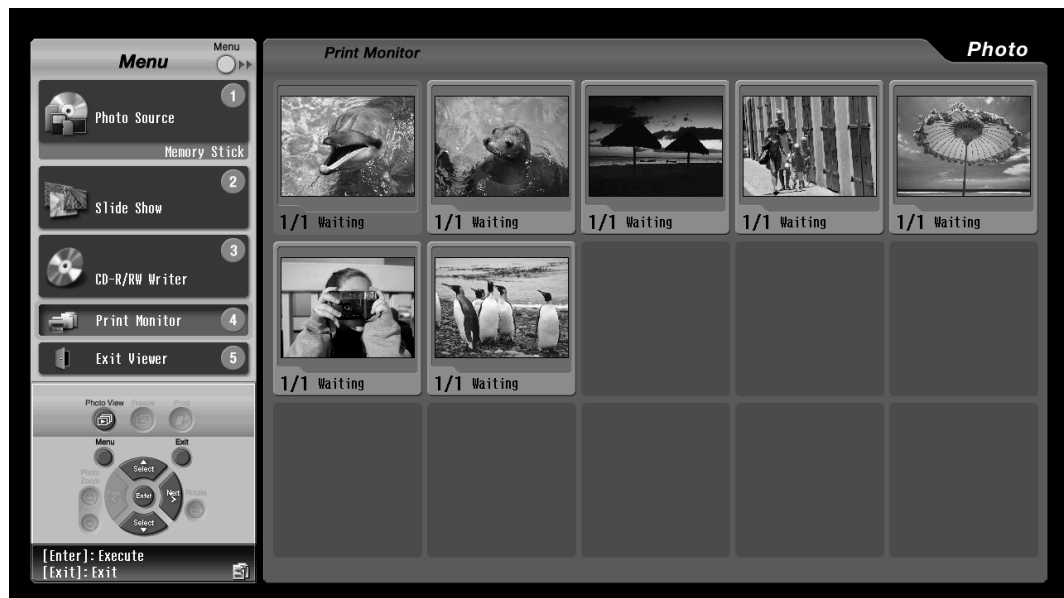 Menu
Menu
1
Photo Source
Memory Stick
2
Slide Show
3
CD-R/RW Writer
Print Monitor 4
Exit Viewer 5
Photo View Freeze Print
Menu Exit
Photo
Zoom
Select
Enter
Next
Rotate
Select
[Enter]: Execute
[Exit]: Exit
Print Monitor
Photo
1/1 Waiting 1/1 Waiting 1/1 Waiting 1/1 Waiting 1/1 Waiting
1/1 Waiting 1/1 Waiting